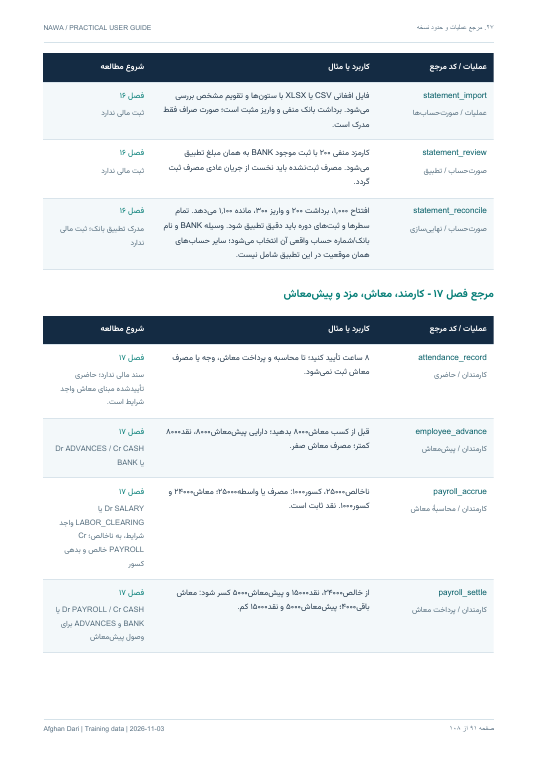 NAWA / PRACTICAL USER GUIDE
۲۲. مرجع عملیات و حدود نسخه
عملیات / کد مرجع
کاربرد یا مثال
شروع مطالعه
statement_import
عملیات / صورت‌حساب‌ها
فایل افغانی CSV یا XLSX با ستون‌ها و تقویم مشخص بررسی
می‌شود. برداشت بانک منفی و واریز مثبت است؛ صورت صراف فقط
مدرک است.
فصل ۱۶
ثبت مالی ندارد
statement_review
صورت‌حساب / تطبیق
کارمزد منفی ۲۰۰ با ثبت موجود BANK به همان مبلغ تطبیق
می‌شود. مصرف ثبت‌نشده باید نخست از جریان عادی مصرف ثبت
گردد.
فصل ۱۶
ثبت مالی ندارد
statement_reconcile
صورت‌حساب / نهایی‌سازی
افتتاح ۱,۰۰۰، برداشت ۲۰۰ و واریز ۳۰۰، مانده ۱,۱۰۰ می‌دهد. تمام
سطرها و ثبت‌های دوره باید دقیق تطبیق شود. وسیله BANK و نام
بانک/شماره حساب واقعی آن انتخاب می‌شود؛ سایر حساب‌های
همان موقعیت در این تطبیق شامل نیست.
فصل ۱۶
مدرک تطبیق بانک؛ ثبت مالی
ندارد
مرجع فصل ۱۷ - کارمند، معاش، مزد و پیش‌معاش
عملیات / کد مرجع
کاربرد یا مثال
شروع مطالعه
attendance_record
کارمندان / حاضری
۸ ساعت تأیید کنید؛ تا محاسبه و پرداخت معاش، وجه یا مصرف
معاش ثبت نمی‌شود.
فصل ۱۷
سند مالی ندارد؛ حاضری
تأییدشده مبنای معاش واجد
شرایط است.
employee_advance
کارمندان / پیش‌معاش
قبل از کسب معاش۸۰۰۰ بدهید؛ دارایی پیش‌معاش۸۰۰۰، نقد۸۰۰۰
کمتر؛ مصرف معاش صفر.
فصل ۱۷
Dr ADVANCES / Cr CASH
یا BANK
payroll_accrue
کارمندان / محاسبهٔ معاش
ناخالص۲۵۰۰۰، کسور۱۰۰۰: مصرف یا واسطه۲۵۰۰۰؛ معاش۲۴۰۰۰ و
کسور۱۰۰۰. نقد ثابت است.
فصل ۱۷
Dr SALARY یا
LABOR_CLEARING واجد
شرایط، به ناخالص؛ Cr
PAYROLL خالص و بدهی
کسور
payroll_settle
کارمندان / پرداخت معاش
از خالص۲۴۰۰۰، نقد۱۵۰۰۰ و پیش‌معاش۵۰۰۰ کسر شود: معاش
باقی۴۰۰۰؛ پیش‌معاش۵۰۰۰ و نقد۱۵۰۰۰ کم.
فصل ۱۷
Dr PAYROLL / Cr CASH یا
BANK و ADVANCES برای
وصول پیش‌معاش
Afghan Dari | Training data | 2026-11-03
صفحه ۹۱ از ۱۰۸